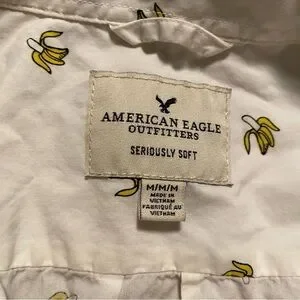 AMERICAN EAGLE
OUTFITTERS
SERIOUSLY SOFT
M/M/M
MADE IN
VIETNAM
FABRIQUÉ AU
VIETNAM